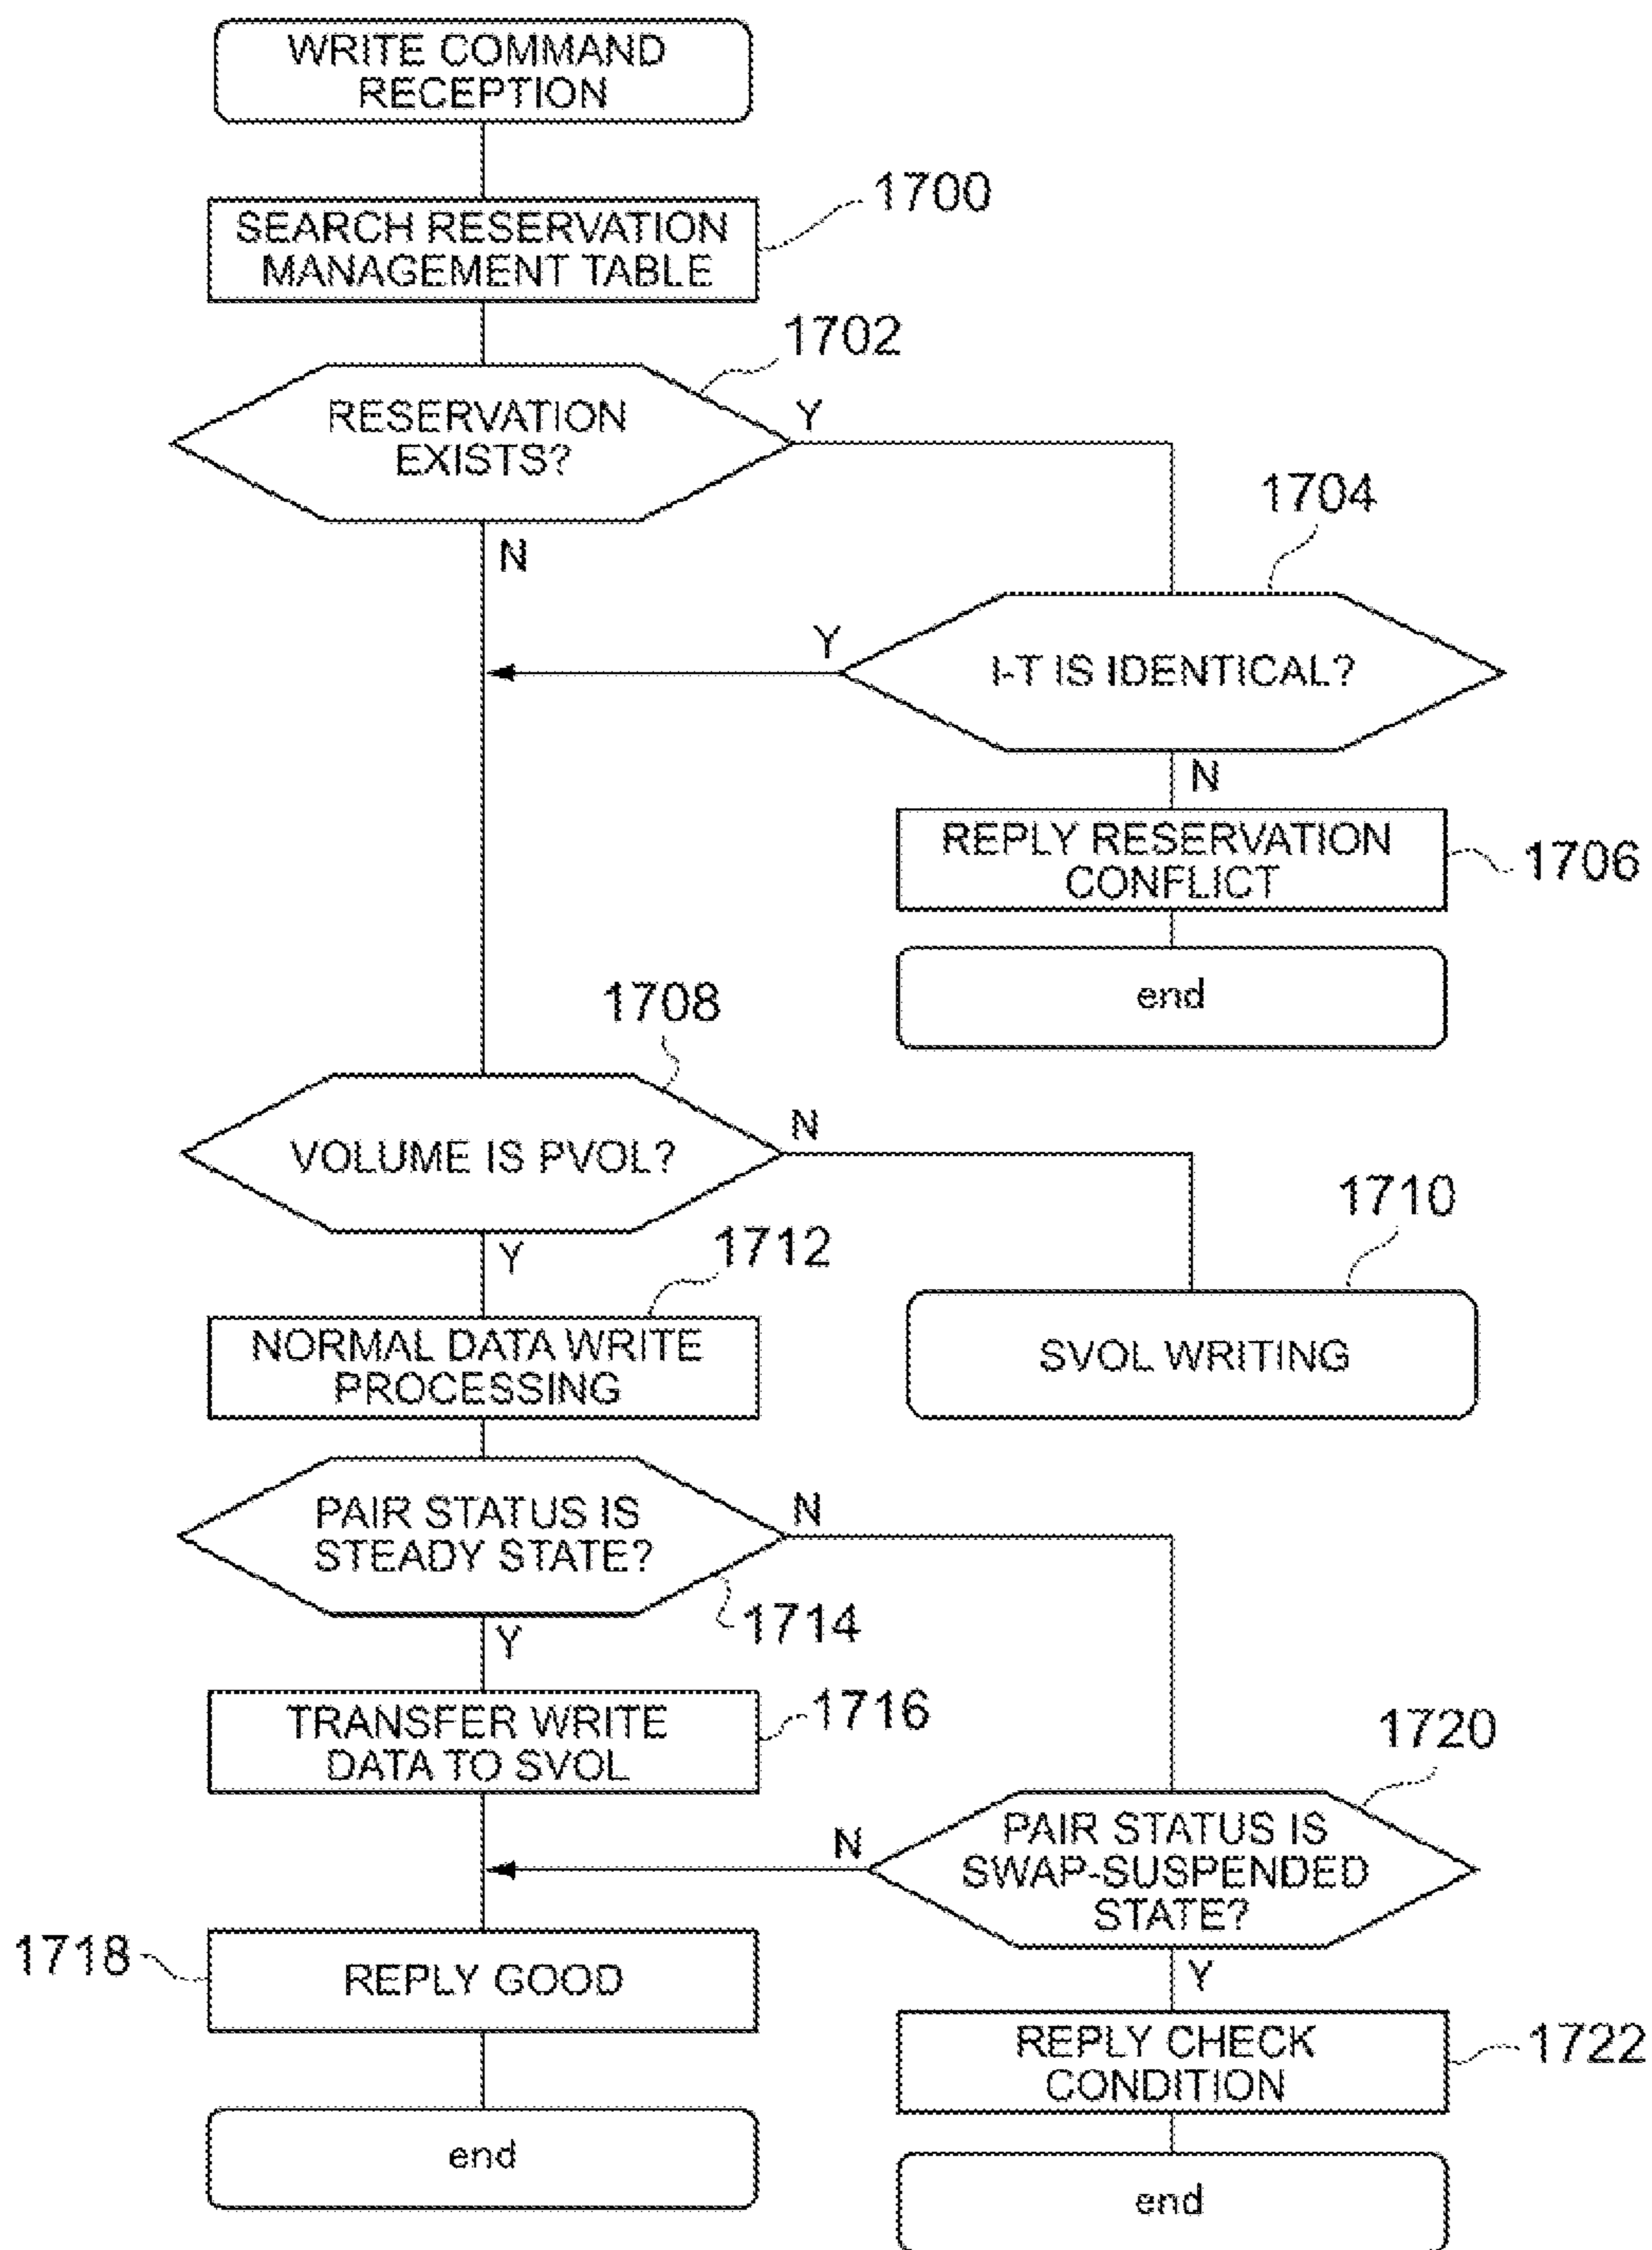 WRITE COMMAND
RECEPTION
1700
SEARCH RESERVATION
MANAGEMENT TABLE
1702
RESERVATION
EXISTS?
Y
N
1704
I-T IS IDENTICAL?
Y
N
REPLY RESERVATION
CONFLICT
1706
end
1708
VOLUME IS PVOL?
N
Y
1710
SVOL WRITING
1712
NORMAL DATA WRITE
PROCESSING
PAIR STATUS IS
STEADY STATE?
N
1714
Y
TRANSFER WRITE
DATA TO SVOL
1716
1720
PAIR STATUS IS
SWAP-SUSPENDED
STATE?
N
Y
1718
REPLY GOOD
REPLY CHECK
CONDITION
1722
end
end